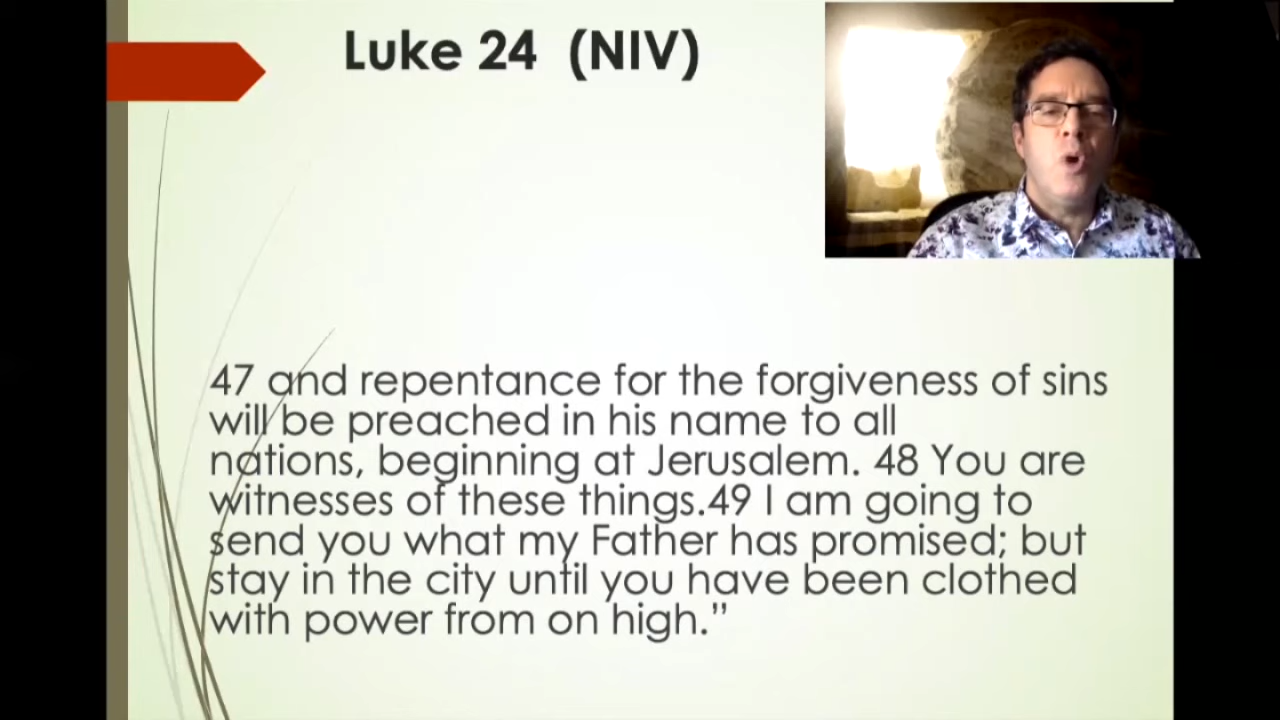 Luke 24 (NIV)
47 and repentance for the forgiveness of sins
will be preached in his name to all
nations, beginning at Jerusalem. 48 You are
witnesses of these things.49 I am going to
send you what my Father has promised; but
stay in the city until you have been clothed
with power from on high.”